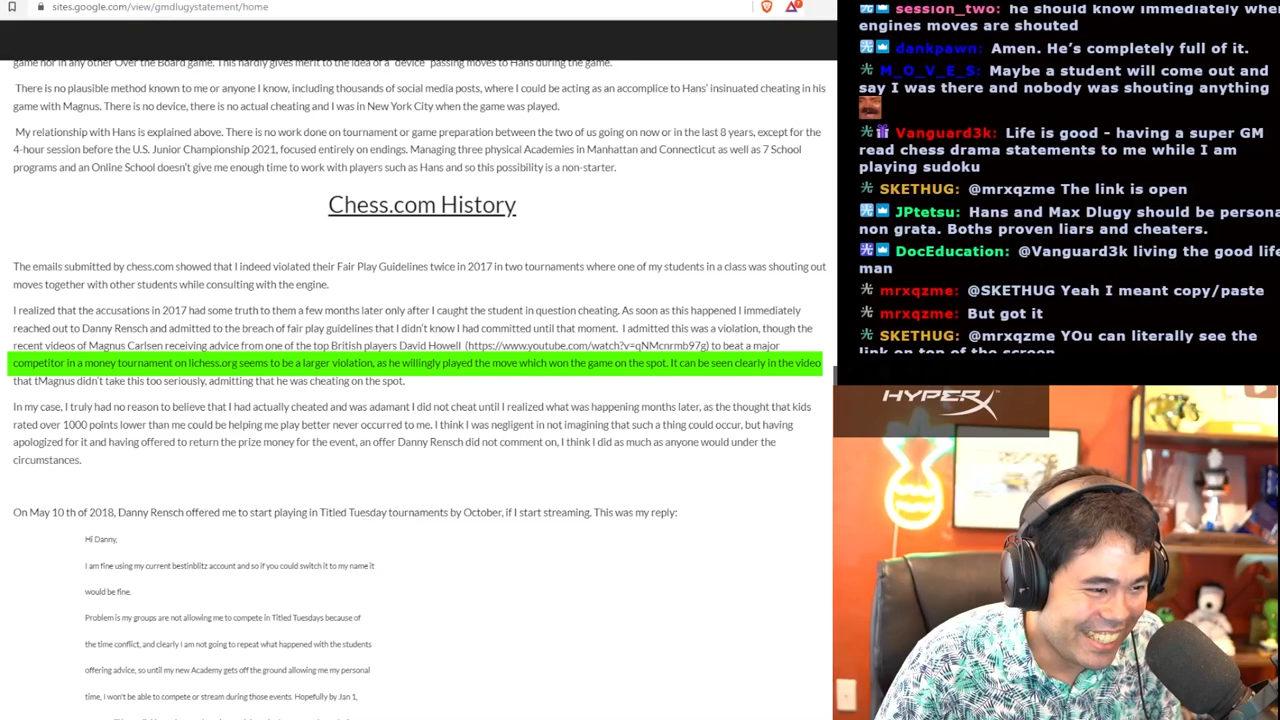 sites.google.com/view/gmdlugystatement/home
game nor in any other Over the Board game. This hardly gives merit to the idea of a "device" passing moves to Hans during the game.
There is no plausible method known to me or anyone I know, including thousands of social media posts, where I could be acting as an accomplice to Hans' insinuated cheating in his
game with Magnus. There is no device, there is no actual cheating and I was in New York City when the game was played.
My relationship with Hans is explained above. There is no work done on tournament or game preparation between the two of us going on now or in the last 8 years, except for the
4-hour session before the U.S. Junior Championship 2021, focused entirely on endings. Managing three physical Academies in Manhattan and Connecticut as well as 7 School
programs and an Online School doesn't give me enough time to work with players such as Hans and so this possibility is a non-starter.
Chess.com History
The emails submitted by chess.com showed that I indeed violated their Fair Play Guidelines twice in 2017 in two tournaments where one of my students in a class was shouting out
moves together with other students while consulting with the engine.
I realized that the accusations in 2017 had some truth to them a few months later only after I caught the student in question cheating. As soon as this happened I immediately
reached out to Danny Rensch and admitted to the breach of fair play guidelines that I didn't know I had committed until that moment. I admitted this was a violation, though the
recent videos of Magnus Carlsen receiving advice from one of the top British players David Howell (https://www.youtube.com/watch?v=qNMcnrmb97g) to beat a major
competitor in a money tournament on lichess.org seems to be a larger violation, as he willingly played the move which won the game on the spot. It can be seen clearly in the video
that tMagnus didn't take this too seriously, admitting that he was cheating on the spot.
In my case, I truly had no reason to believe that I had actually cheated and was adamant I did not cheat until I realized what was happening months later, as the thought that kids
rated over 1000 points lower than me could be helping me play better never occurred to me. I think I was negligent in not imagining that such a thing could occur, but having
apologized for it and having offered to return the prize money for the event, an offer Danny Rensch did not comment on, I think I did as much as anyone would under the
circumstances.
On May 10 th of 2018, Danny Rensch offered me to start playing in Titled Tuesday tournaments by October, if I start streaming. This was my reply:
Hi Danny,
I am fine using my current bestinblitz account and so if you could switch it to my name it
would be fine.
Problem is my groups are not allowing me to compete in Titled Tuesdays because of
the time conflict, and clearly I am not going to repeat what happened with the students
offering advice, so until my new Academy gets off the ground allowing me my personal
time, I won't be able to compete or stream during those events. Hopefully by Jan 1,
session_two: he should know immediately when
engines moves are shouted
dankpawn: Amen. He's completely full of it.
M_O_V_E_S: Maybe a student will come out and
say I was there and nobody was shouting anything
Vanguard3k: Life is good - having a super GM
read chess drama statements to me while I am
playing sudoku
SKETHUG: @mrxqzme The link is open
JPtetsu: Hans and Max Dlugy should be persona
non grata. Boths proven liars and cheaters.
DocEducation: @Vanguard3k living the good life
man
mrxqzme: @SKETHUG Yeah I meant copy/paste
mrxqzme: But got it
SKETHUG: @mrxqzme YOu can literally see the
link on top of the screen
HYPERX